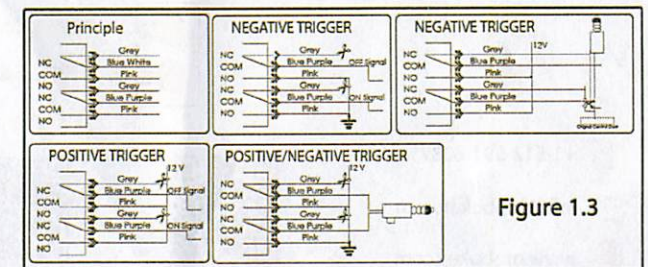 Principle
NC
COM
NO
NC
COM
NO
Grey
Blue White
Pink
Grey
Blue Purple
Pink
NEGATIVE TRIGGER
NC
COM
NO
NC
COM
NO
Grey
Blue Purple
Pink
Grey
Blue Purple
Pink
OFF Signal
ON Signal
NEGATIVE TRIGGER
12V
NC
COM
NO
NC
COM
NO
Grey
Blue Purple
Pink
Grey
Blue Purple
Pink
POSITIVE TRIGGER
12V
NC
COM
NO
NC
COM
NO
Grey
Blue Purple
Pink
Grey
Blue Purple
Pink
OFF Signal
ON Signal
POSITIVE/NEGATIVE TRIGGER
12V
NC
COM
NO
NC
COM
NO
Grey
Blue Purple
Pink
Grey
Blue Purple
Pink
Figure 1.3